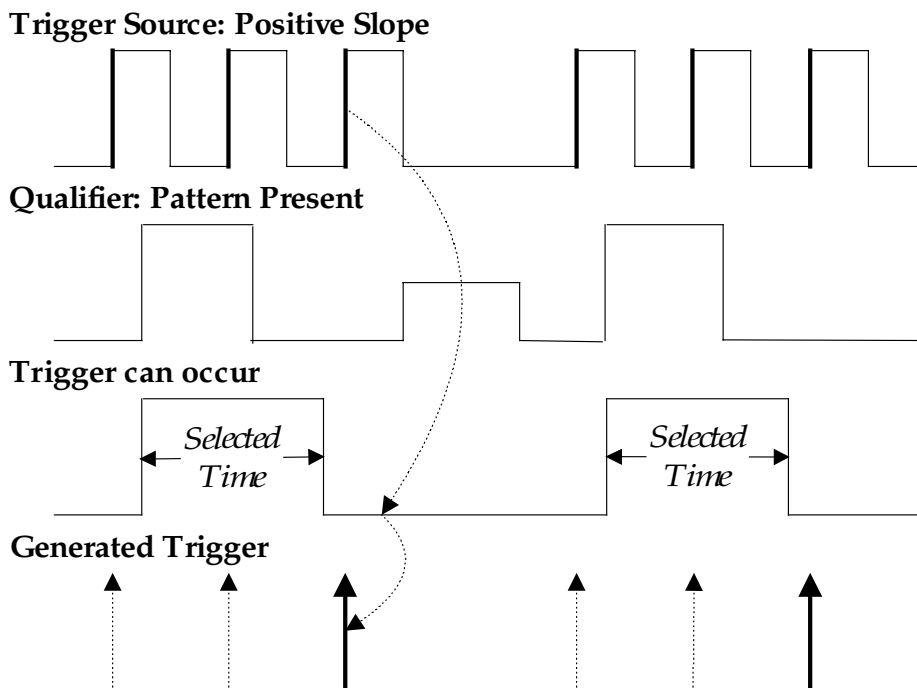 Trigger Source: Positive Slope
Qualifier: Pattern Present
Trigger can occur
Selected
Time
Selected
Time
Generated Trigger